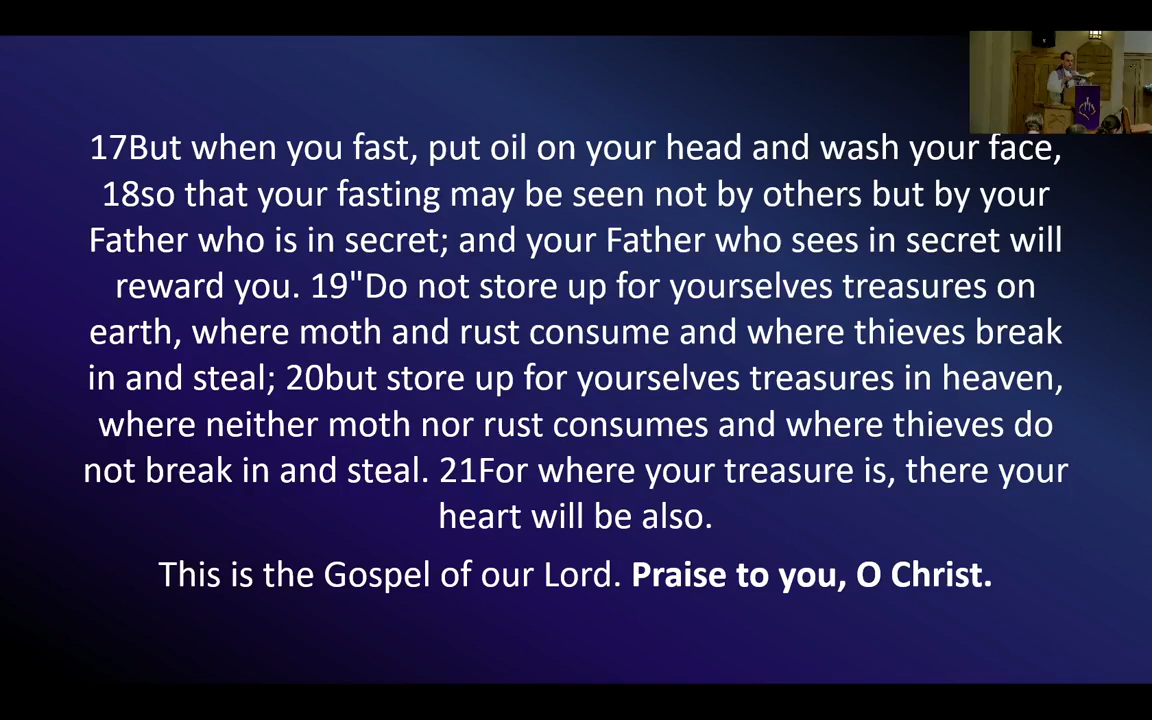 17But when you fast, put oil on your head and wash your face,
18so that your fasting may be seen not by others but by your
Father who is in secret; and your Father who sees in secret will
reward you. 19"Do not store up for yourselves treasures on
earth, where moth and rust consume and where thieves break
in and steal; 20but store up for yourselves treasures in heaven,
where neither moth nor rust consumes and where thieves do
not break in and steal. 21For where your treasure is, there your
heart will be also.
This is the Gospel of our Lord. Praise to you, O Christ.